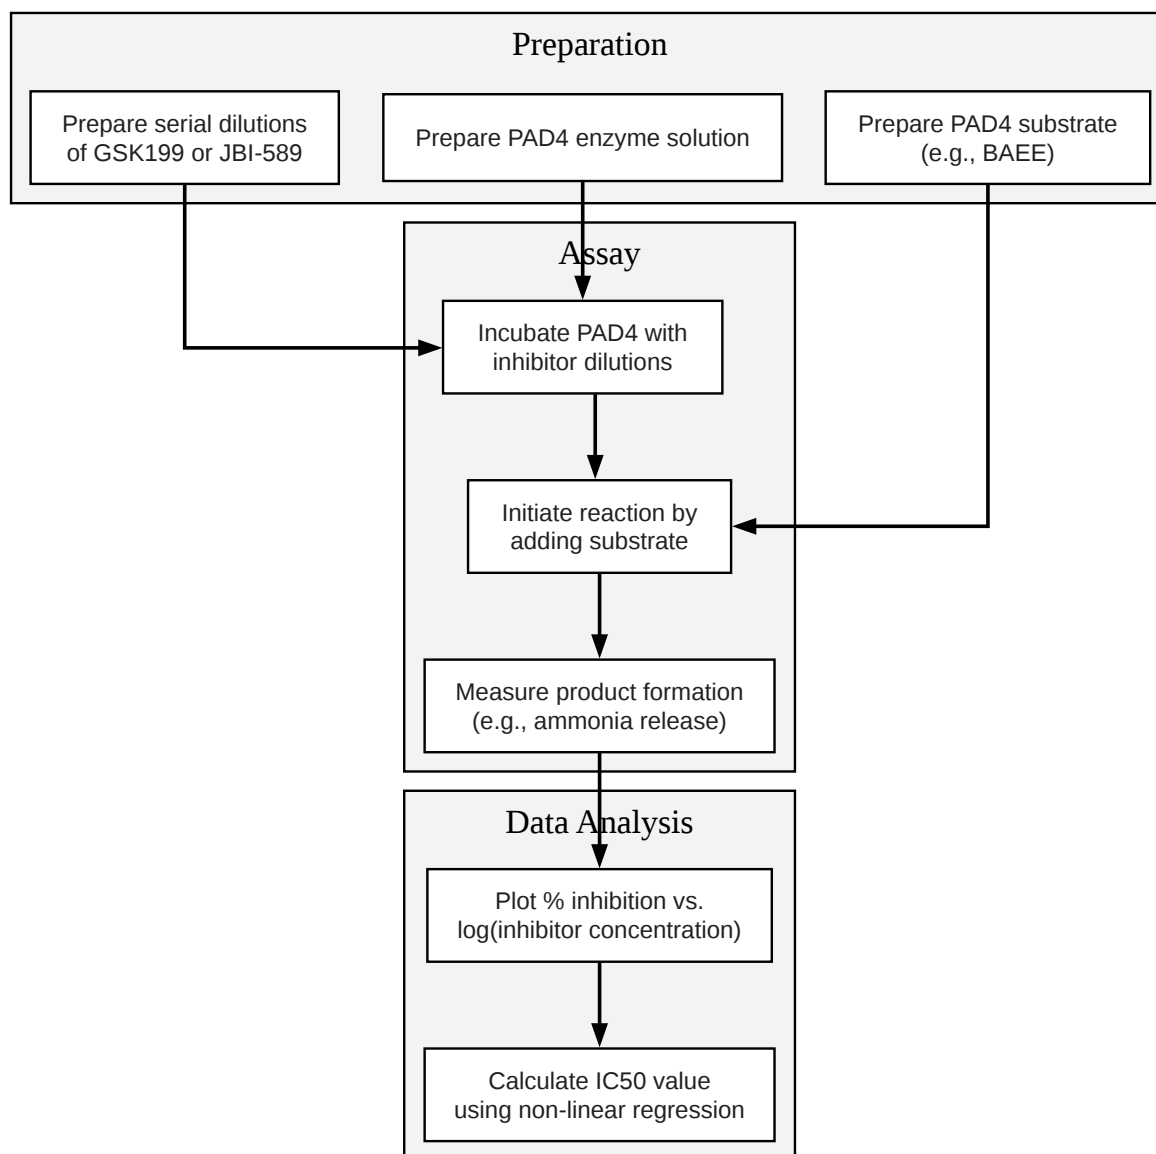 Preparation
Prepare serial dilutions
of GSK199 or JBI-589
Prepare PAD4 enzyme solution
Prepare PAD4 substrate
(e.g., BAEE)
Assay
Incubate PAD4 with
inhibitor dilutions
Initiate reaction by
adding substrate
Measure product formation
(e.g., ammonia release)
Data Analysis
Plot % inhibition vs.
log(inhibitor concentration)
Calculate IC50 value
using non-linear regression